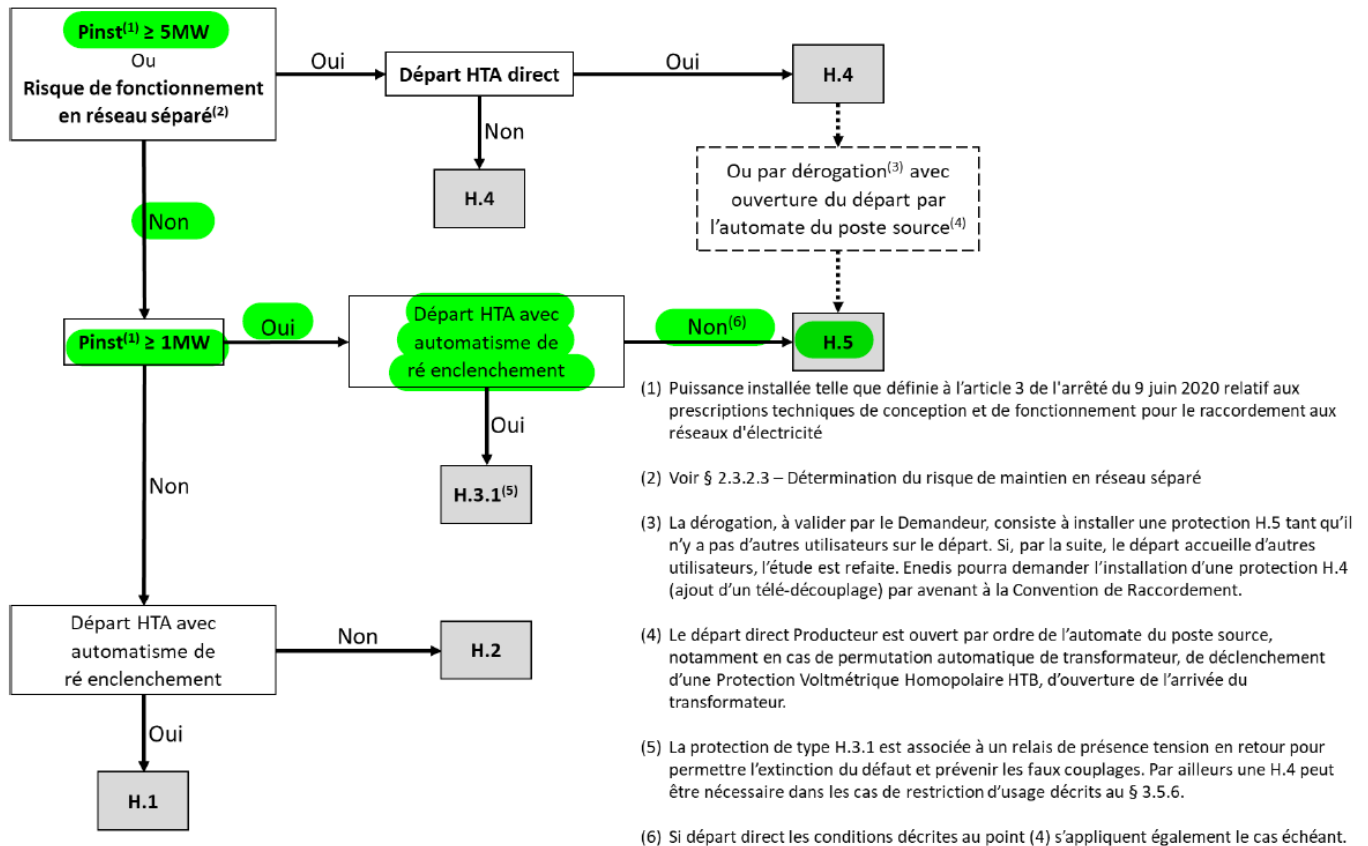 Pinst(1) ≥ 5MW
Ou
Risque de fonctionnement
en réseau séparé(2)
Oui
Départ HTA direct
Oui
H.4
Non
H.4
Ou par dérogation(3) avec
ouverture du départ par
l'automate du poste source(4)
Non
Pinst(1) ≥ 1MW
Oui
Départ HTA avec
automatisme de
ré enclenchement
Non(6)
H.5
Oui
H.3.1(5)
Non
Départ HTA avec
automatisme de
ré enclenchement
Non
H.2
Oui
H.1
(1) Puissance installée telle que définie à l'article 3 de l'arrêté du 9 juin 2020 relatif aux
prescriptions techniques de conception et de fonctionnement pour le raccordement aux
réseaux d'électricité
(2) Voir § 2.3.2.3 – Détermination du risque de maintien en réseau séparé
(3) La dérogation, à valider par le Demandeur, consiste à installer une protection H.5 tant qu'il
n'y a pas d'autres utilisateurs sur le départ. Si, par la suite, le départ accueille d'autres
utilisateurs, l'étude est refaite. Enedis pourra demander l'installation d'une protection H.4
(ajout d'un télé-découplage) par avenant à la Convention de Raccordement.
(4) Le départ direct Producteur est ouvert par ordre de l'automate du poste source,
notamment en cas de permutation automatique de transformateur, de déclenchement
d'une Protection Voltmétrique Homopolaire HTB, d'ouverture de l'arrivée du
transformateur.
(5) La protection de type H.3.1 est associée à un relais de présence tension en retour pour
permettre l'extinction du défaut et prévenir les faux couplages. Par ailleurs une H.4 peut
être nécessaire dans les cas de restriction d'usage décrits au § 3.5.6.
(6) Si départ direct les conditions décrites au point (4) s'appliquent également le cas échéant.